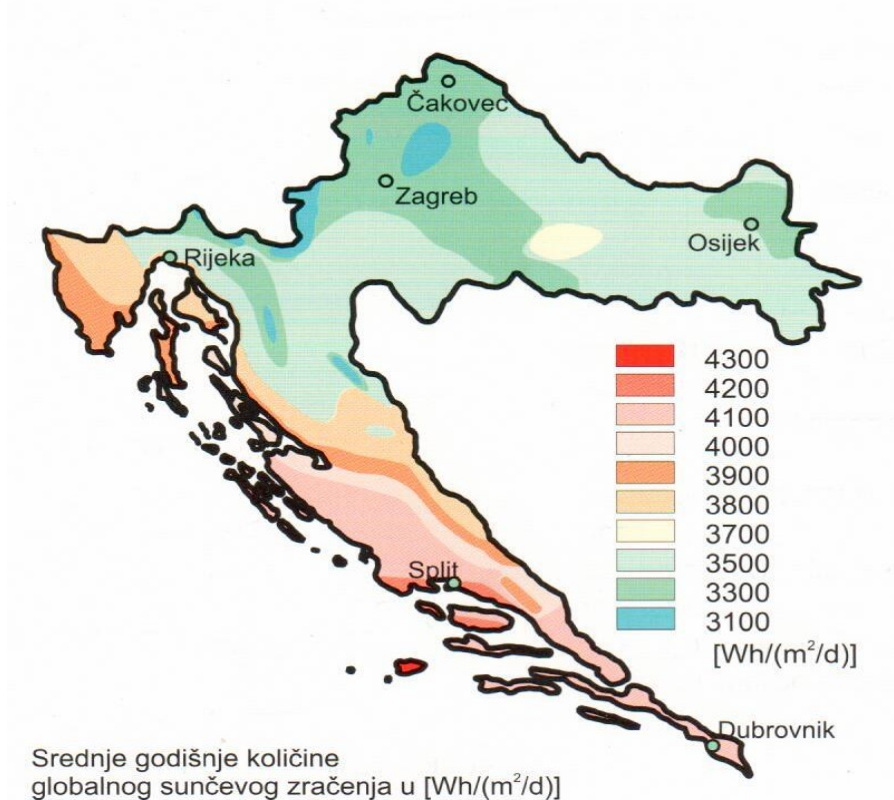 Čakovec
Zagreb
Osijek
Rijeka
4300
4200
4100
4000
3900
3800
3700
3500
3300
3100
[Wh/(m²/d)]
Split
Dubrovnik
Srednje godišnje količine
globalnog sunčevog zračenja u [Wh/(m²/d)]